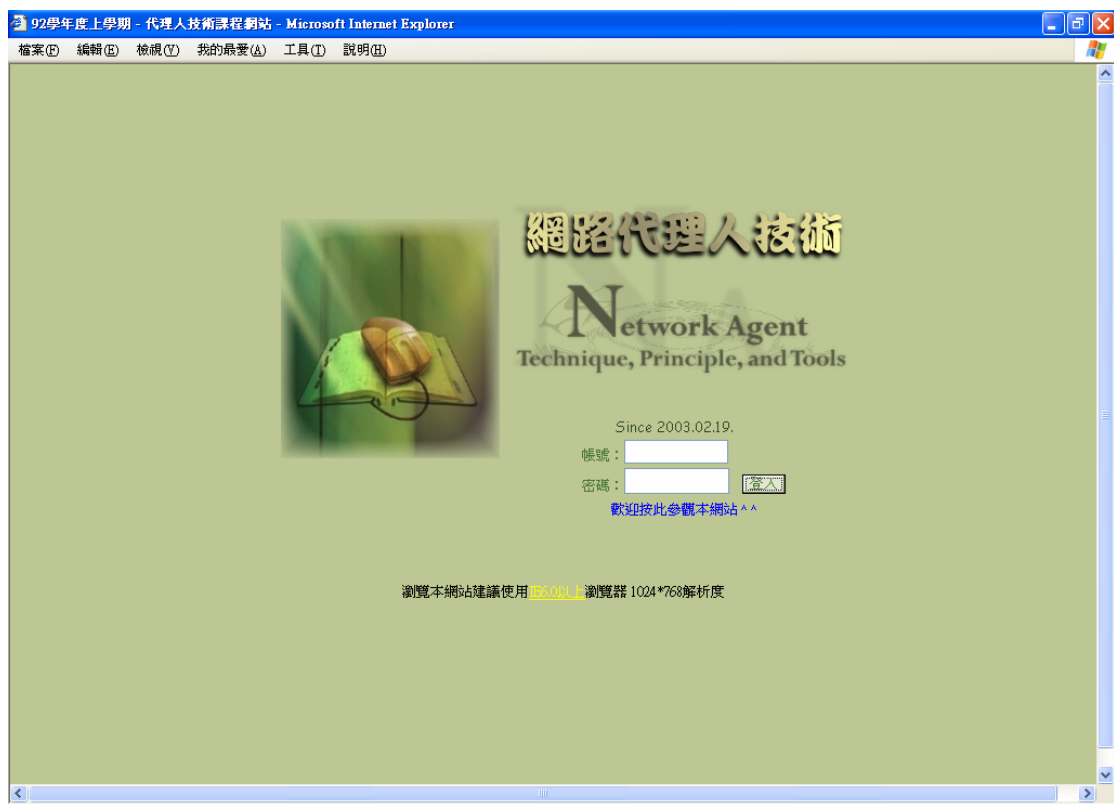 92學年度上學期 - 代理人技術課程網站 - Microsoft Internet Explorer
檔案(F) 編輯(E) 檢視(V) 我的最愛(A) 工具(T) 說明(H)
網路代理人技術
Network Agent
Technique, Principle, and Tools
Since 2003.02.19.
帳號：
密碼： 登入
歡迎按此參觀本網站^^
瀏覽本網站建議使用IE6.0以上瀏覽器 1024*768解析度